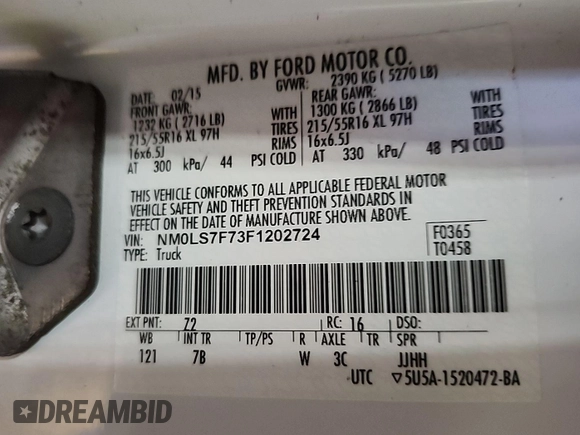 MFD. BY FORD MOTOR CO.
DATE: 02/15 GVWR: 2390 KG ( 5270 LB)
FRONT GAWR: REAR GAWR:
1232 KG ( 2716 LB) WITH 1300 KG ( 2866 LB) WITH
215/55R16 XL 97H TIRES 215/55R16 XL 97H TIRES
16x6.5J RIMS 16x6.5J RIMS
AT 300 kPa/ 44 PSI COLD AT 330 kPa/ 48 PSI COLD
THIS VEHICLE CONFORMS TO ALL APPLICABLE FEDERAL MOTOR
VEHICLE SAFETY AND THEFT PREVENTION STANDARDS IN
EFFECT ON THE DATE OF MANUFACTURE SHOWN ABOVE.
VIN: NM0LS7F73F1202724 F0365
TYPE: Truck T0458
EXT PNT: Z2 RC: 16 DSO:
WB INT TR TP/PS R AXLE TR SPR
121 7B W 3C JJHH
UTC ▽5U5A-1520472-BA
DREAMBID